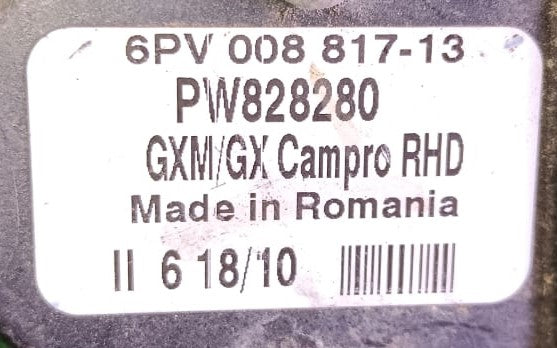 6PV 008 817-13
PW828280
GXM/GX Campro RHD
Made in Romania
II 6 18/10